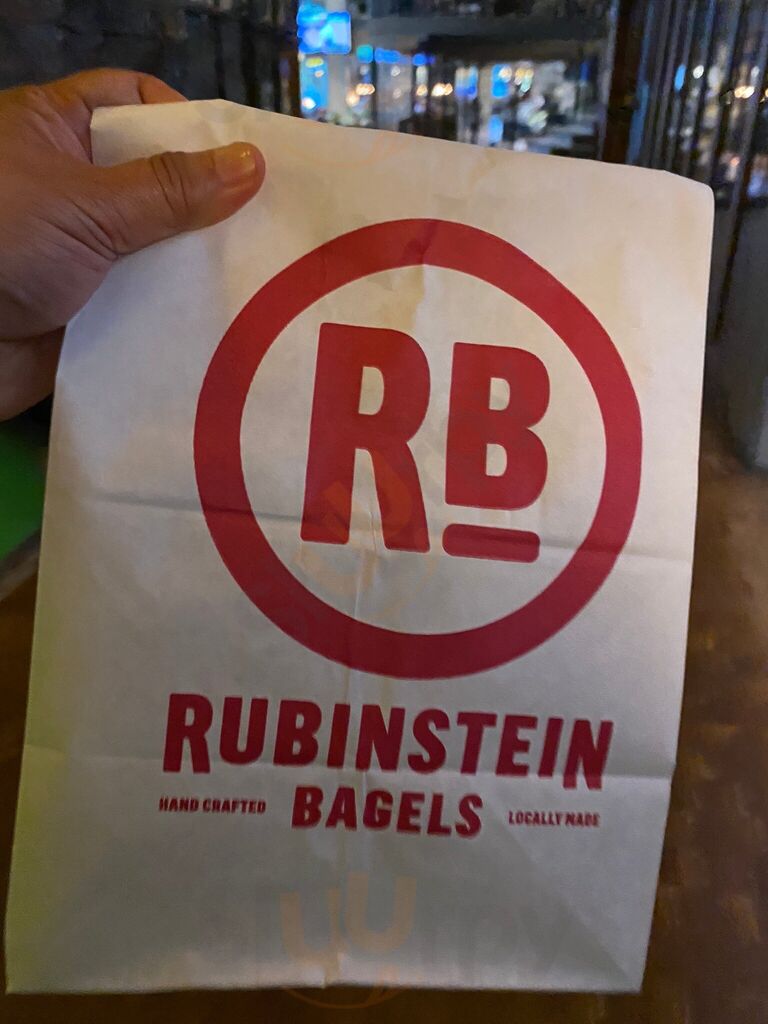 RB
RUBINSTEIN
HAND CRAFTED BAGELS LOCALLY MADE